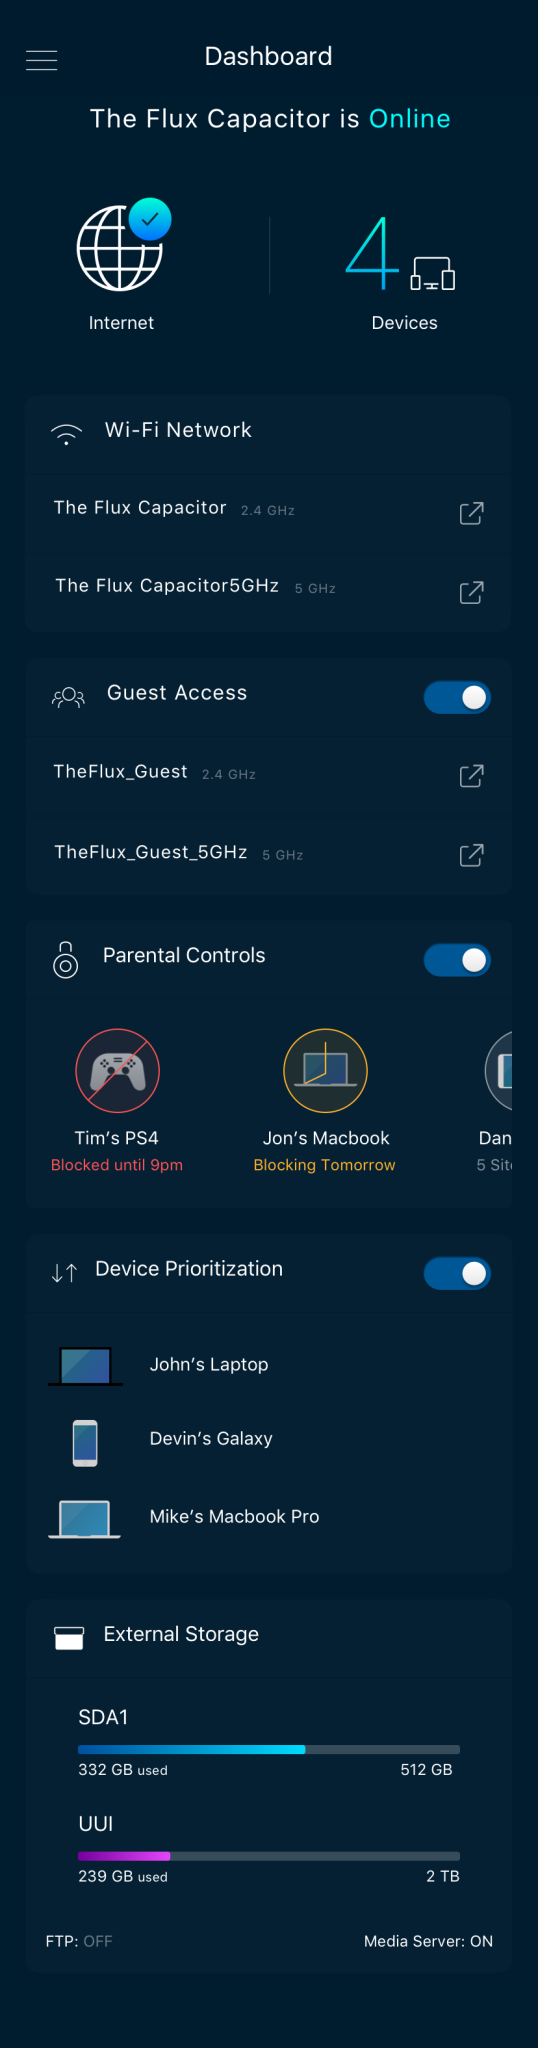 Dashboard
The Flux Capacitor is Online
4
Internet
Devices
Wi-Fi Network
The Flux Capacitor 2.4 GHz
The Flux Capacitor5GHz 5 GHz
Guest Access
TheFlux_Guest 2.4 GHz
TheFlux_Guest_5GHz 5 GHz
Parental Controls
Tim's PS4
Blocked until 9pm
Jon's Macbook
Blocking Tomorrow
Dan
5 Sit
Device Prioritization
John's Laptop
Devin's Galaxy
Mike's Macbook Pro
External Storage
SDA1
332 GB used 512 GB
UUI
239 GB used 2 TB
FTP: OFF Media Server: ON